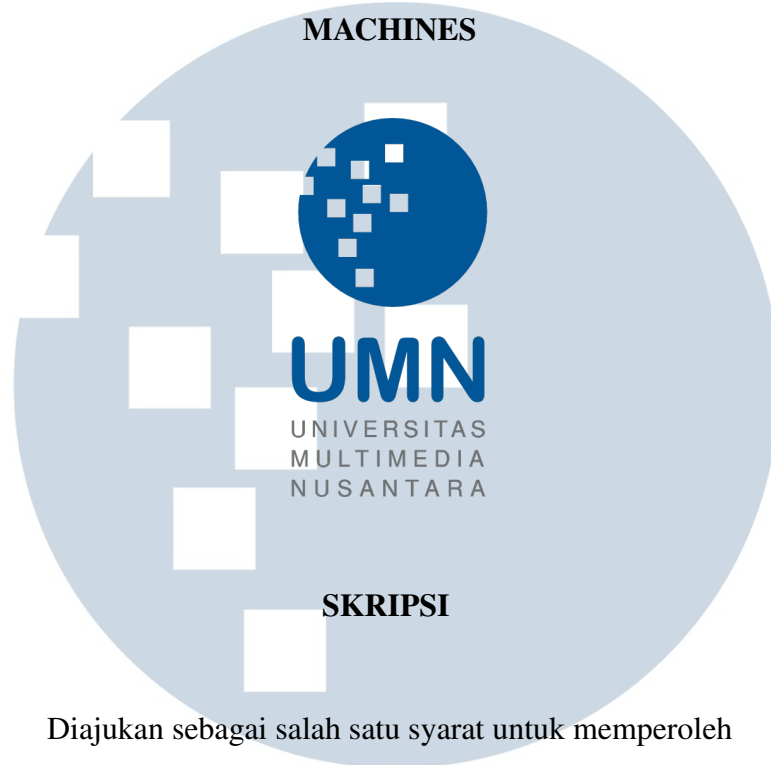 MACHINES
UMN
UNIVERSITAS
MULTIMEDIA
NUSANTARA
SKRIPSI
Diajukan sebagai salah satu syarat untuk memperoleh